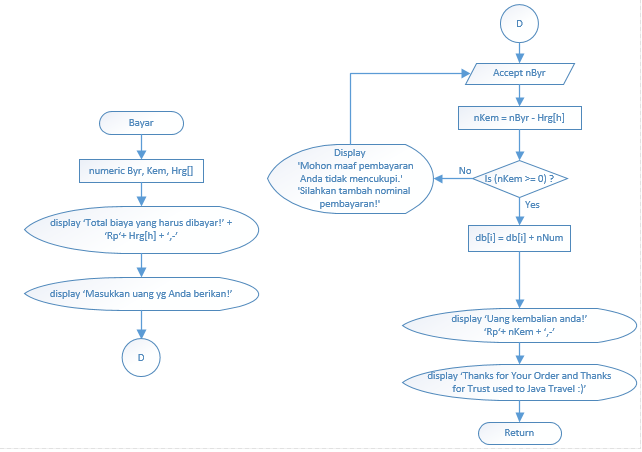 Bayar
numeric Byr, Kem, Hrg[]
display ‘Total biaya yang harus dibayar!’ +
‘Rp‘+ Hrg[h] + ‘,-‘
display ‘Masukkan uang yg Anda berikan!’
D
D
Accept nByr
nKem = nByr - Hrg[h]
Is (nKem >= 0) ?
No
Display
'Mohon maaf pembayaran
Anda tidak mencukupi.'
'Silahkan tambah nominal
pembayaran!'
Yes
db[i] = db[i] + nNum
display ‘Uang kembalian anda!’
‘Rp‘+ nKem + ‘,-‘
display ‘Thanks for Your Order and Thanks
for Trust used to Java Travel :)’
Return